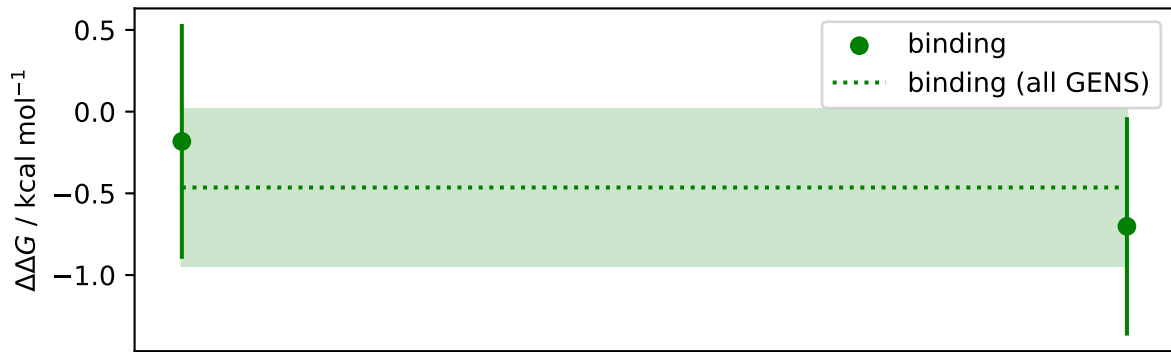 0.5
0.0
−0.5
−1.0
ΔΔG / kcal mol⁻¹
binding
binding (all GENS)